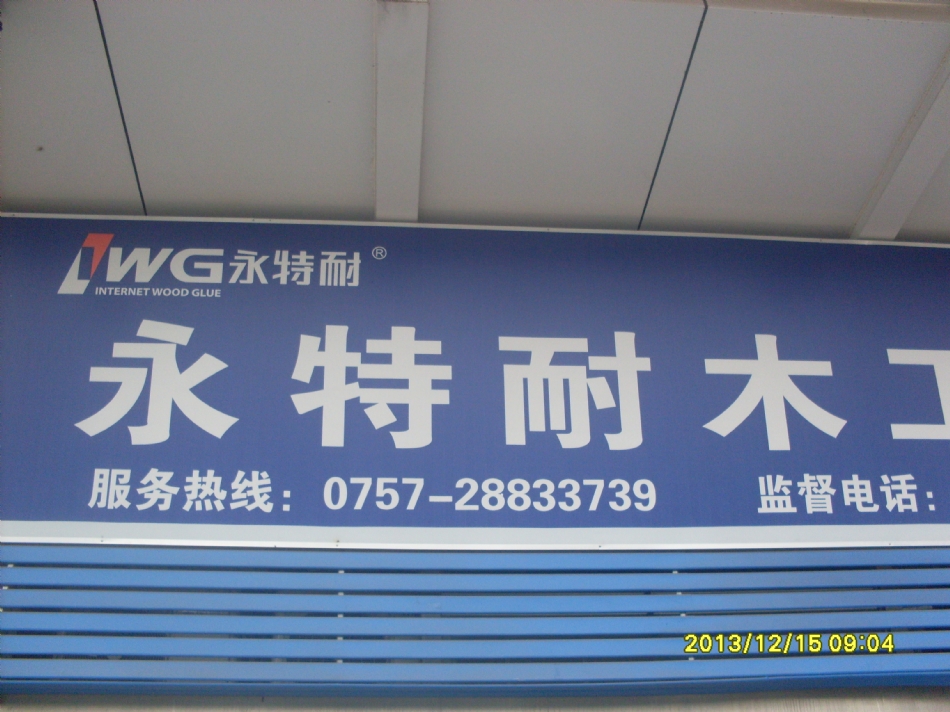 IWG永特耐®
INTERNET WOOD GLUE
永特耐木工
服务热线：0757-28833739
监督电话：
2013/12/15 09:04